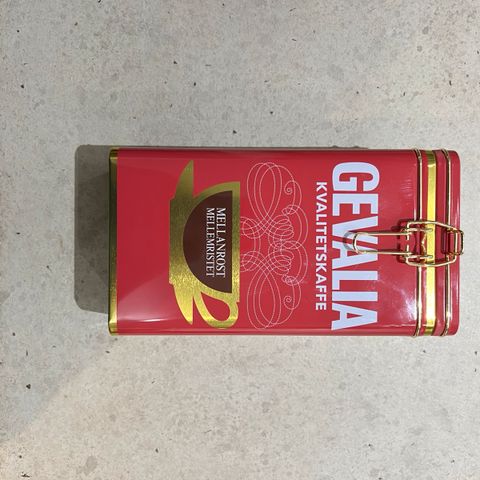 GEVALIA
KVALITETSKAFFE
MELLANROST
MELLEMRISTET